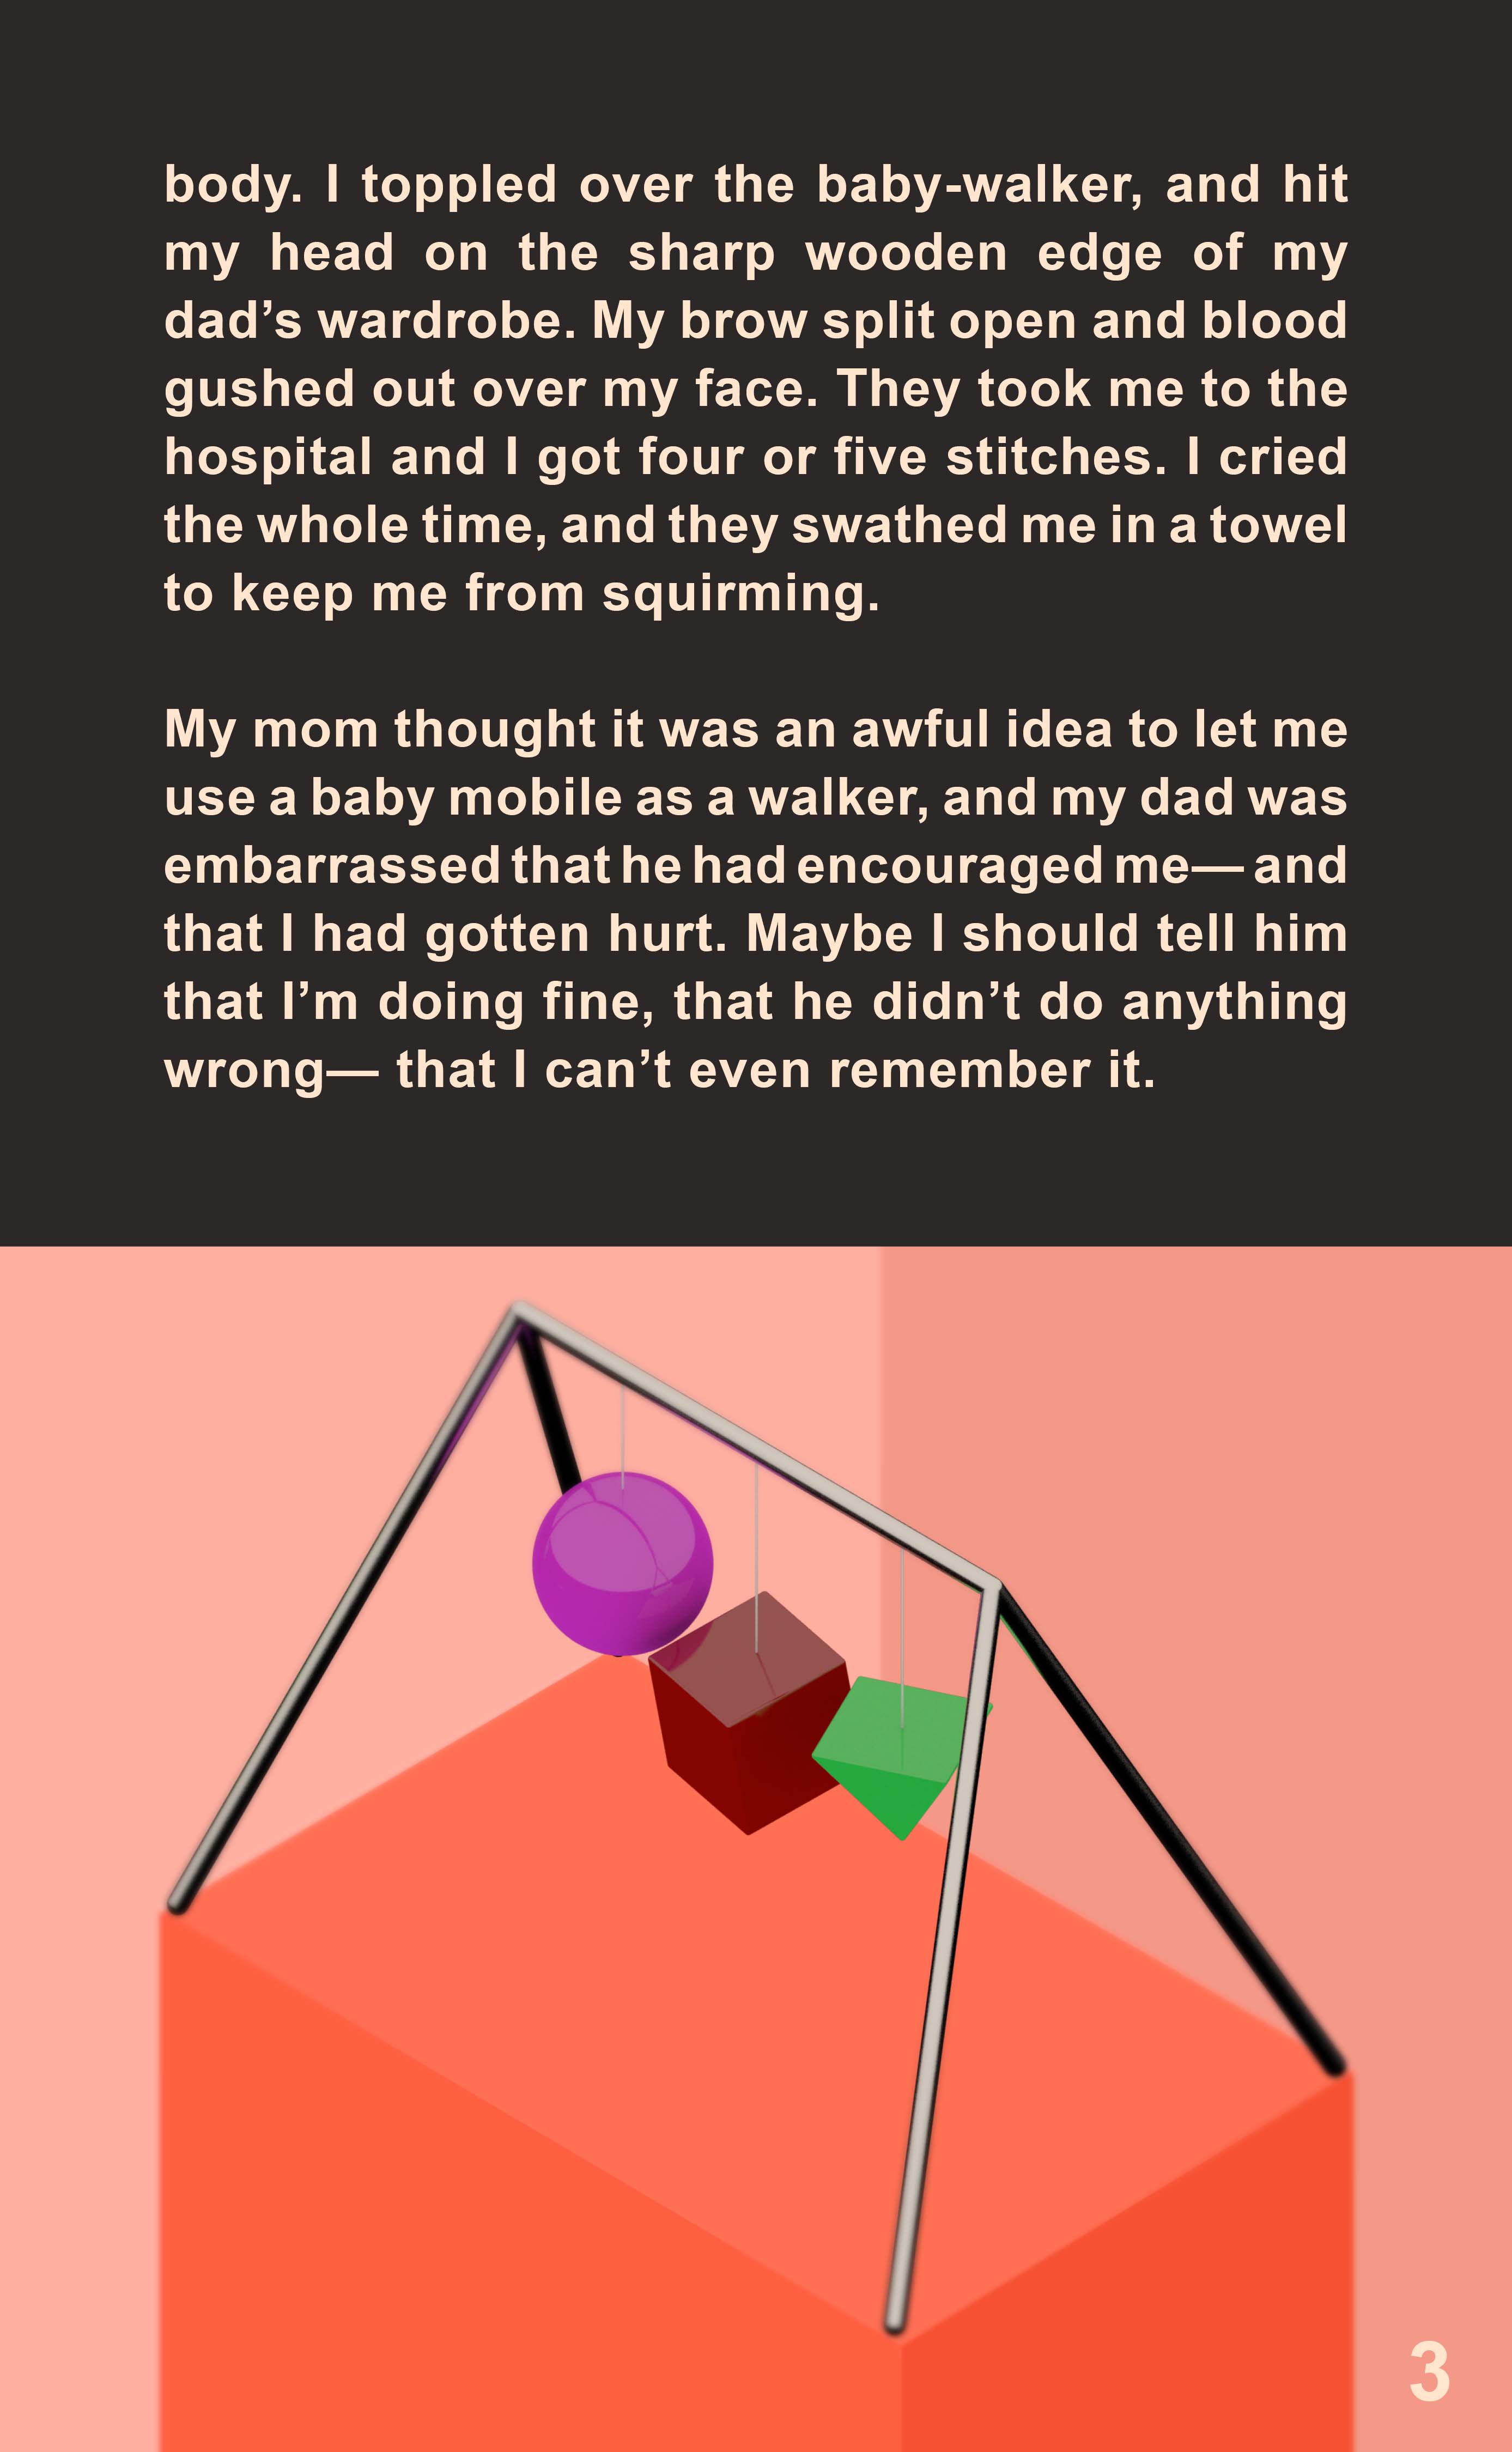 body. I toppled over the baby-walker, and hit
my head on the sharp wooden edge of my
dad’s wardrobe. My brow split open and blood
gushed out over my face. They took me to the
hospital and I got four or five stitches. I cried
the whole time, and they swathed me in a towel
to keep me from squirming.
My mom thought it was an awful idea to let me
use a baby mobile as a walker, and my dad was
embarrassed that he had encouraged me— and
that I had gotten hurt. Maybe I should tell him
that I’m doing fine, that he didn’t do anything
wrong— that I can’t even remember it.
3